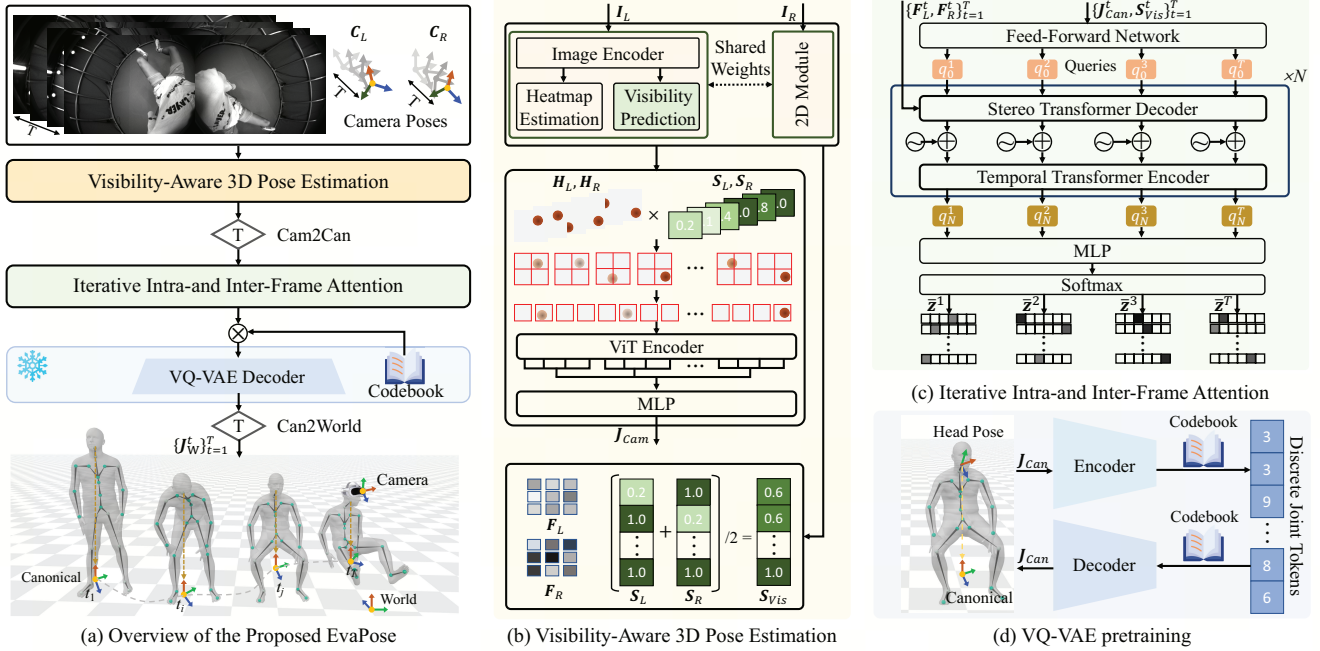 C_L
C_R
T
T
T
Camera Poses
Visibility-Aware 3D Pose Estimation
T
Cam2Can
Iterative Intra-and Inter-Frame Attention
VQ-VAE Decoder
Codebook
T
Can2World
{J_W^t}_{t=1}^T
Camera
Canonical
t_1
t_i
t_j
t_T
World
(a) Overview of the Proposed EvaPose
I_L
I_R
Image Encoder
Heatmap Estimation
Visibility Prediction
Shared Weights
2D Module
H_L, H_R
S_L, S_R
×
0.2
1
.4
.0
.8
.0
...
...
ViT Encoder
MLP
J_Cam
F_L
F_R
0.2
1.0
1.0
+
1.0
0.2
1.0
/2 =
0.6
0.6
1.0
S_L
S_R
S_Vis
(b) Visibility-Aware 3D Pose Estimation
{F_L^t, F_R^t}_{t=1}^T
{J_Can^t, S_Vis^t}_{t=1}^T
Feed-Forward Network
q_0^1
q_0^2
Queries
q_0^3
q_0^T
×N
Stereo Transformer Decoder
Temporal Transformer Encoder
q_N^1
q_N^2
q_N^3
q_N^T
MLP
Softmax
z̄^1
z̄^2
z̄^3
z̄^T
(c) Iterative Intra-and Inter-Frame Attention
Head Pose
J_Can
Encoder
Codebook
3
3
9
8
6
Discrete Joint Tokens
J_Can
Decoder
Codebook
Canonical
(d) VQ-VAE pretraining